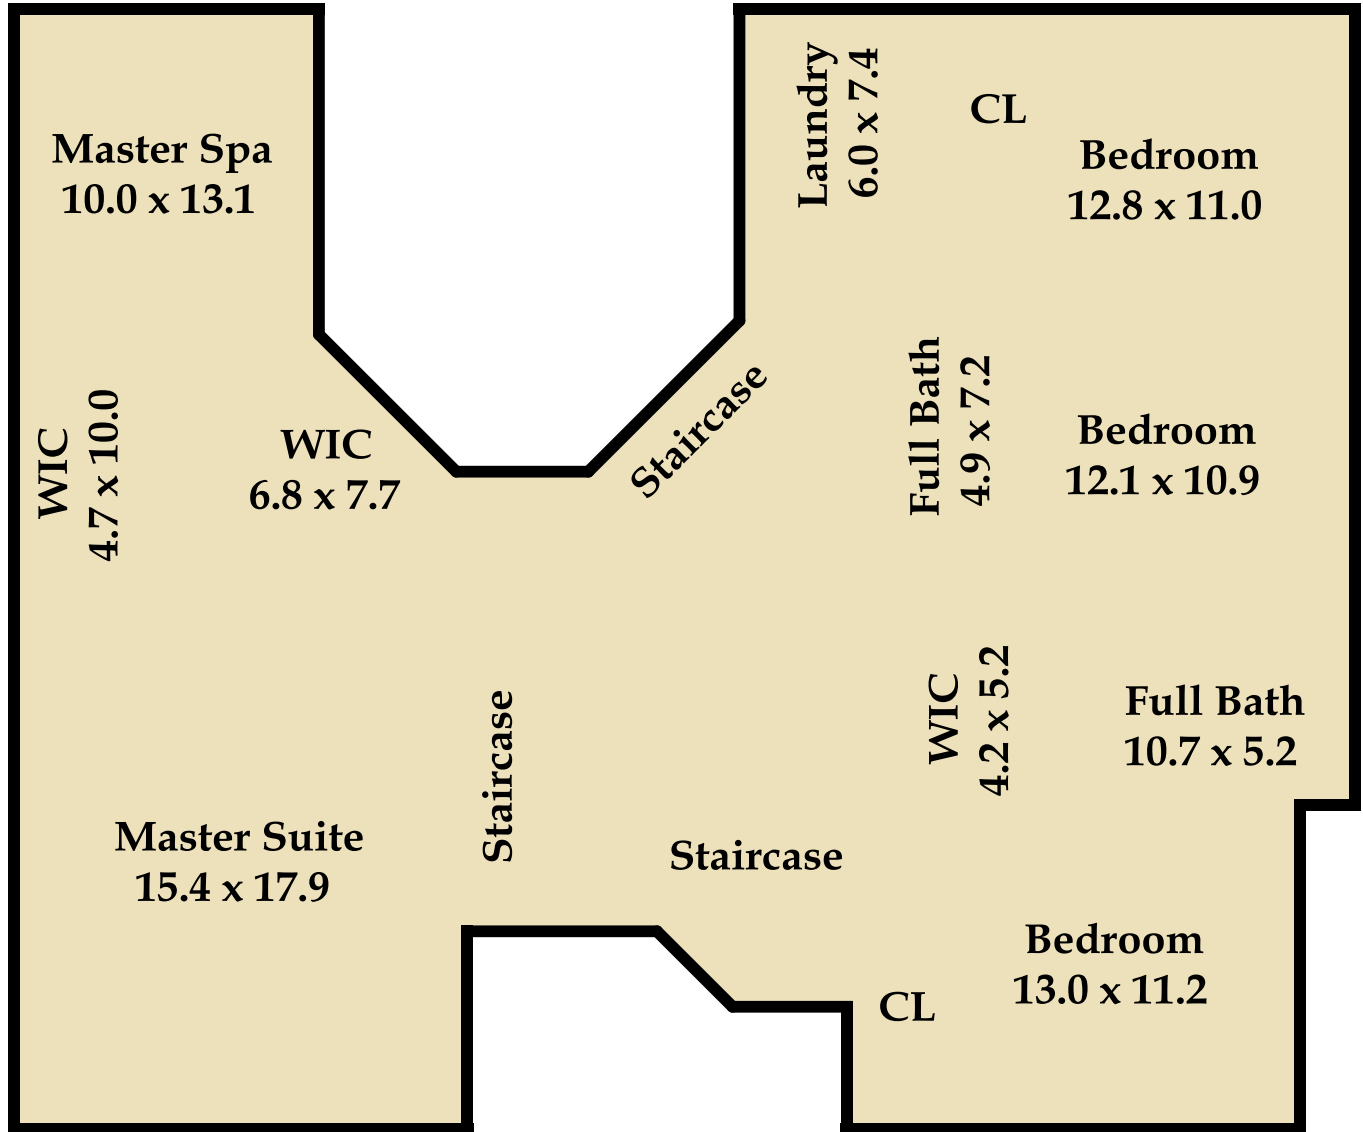 Master Spa
10.0 x 13.1
Laundry
6.0 x 7.4
CL
Bedroom
12.8 x 11.0
WIC
4.7 x 10.0
WIC
6.8 x 7.7
Staircase
Full Bath
4.9 x 7.2
Bedroom
12.1 x 10.9
WIC
4.2 x 5.2
Full Bath
10.7 x 5.2
Master Suite
15.4 x 17.9
Staircase
Staircase
Bedroom
13.0 x 11.2
CL